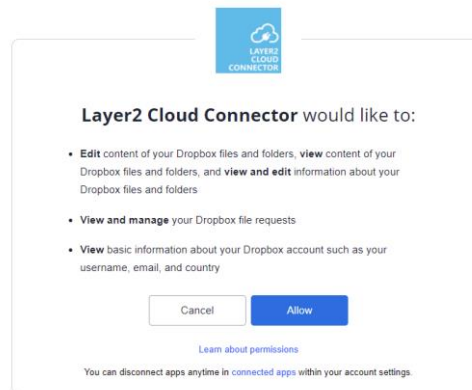 LAYER2
CLOUD
CONNECTOR
Layer2 Cloud Connector would like to:
• Edit content of your Dropbox files and folders, view content of your
Dropbox files and folders, and view and edit information about your
Dropbox files and folders
• View and manage your Dropbox file requests
• View basic information about your Dropbox account such as your
username, email, and country
Cancel Allow
Learn about permissions
You can disconnect apps anytime in connected apps within your account settings.